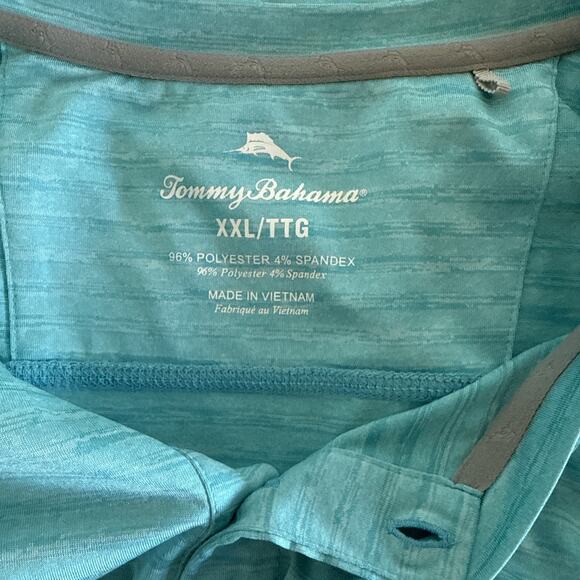 Tommy Bahama®
XXL/TTG
96% POLYESTER 4% SPANDEX
96% Polyester 4% Spandex
MADE IN VIETNAM
Fabriqué au Vietnam